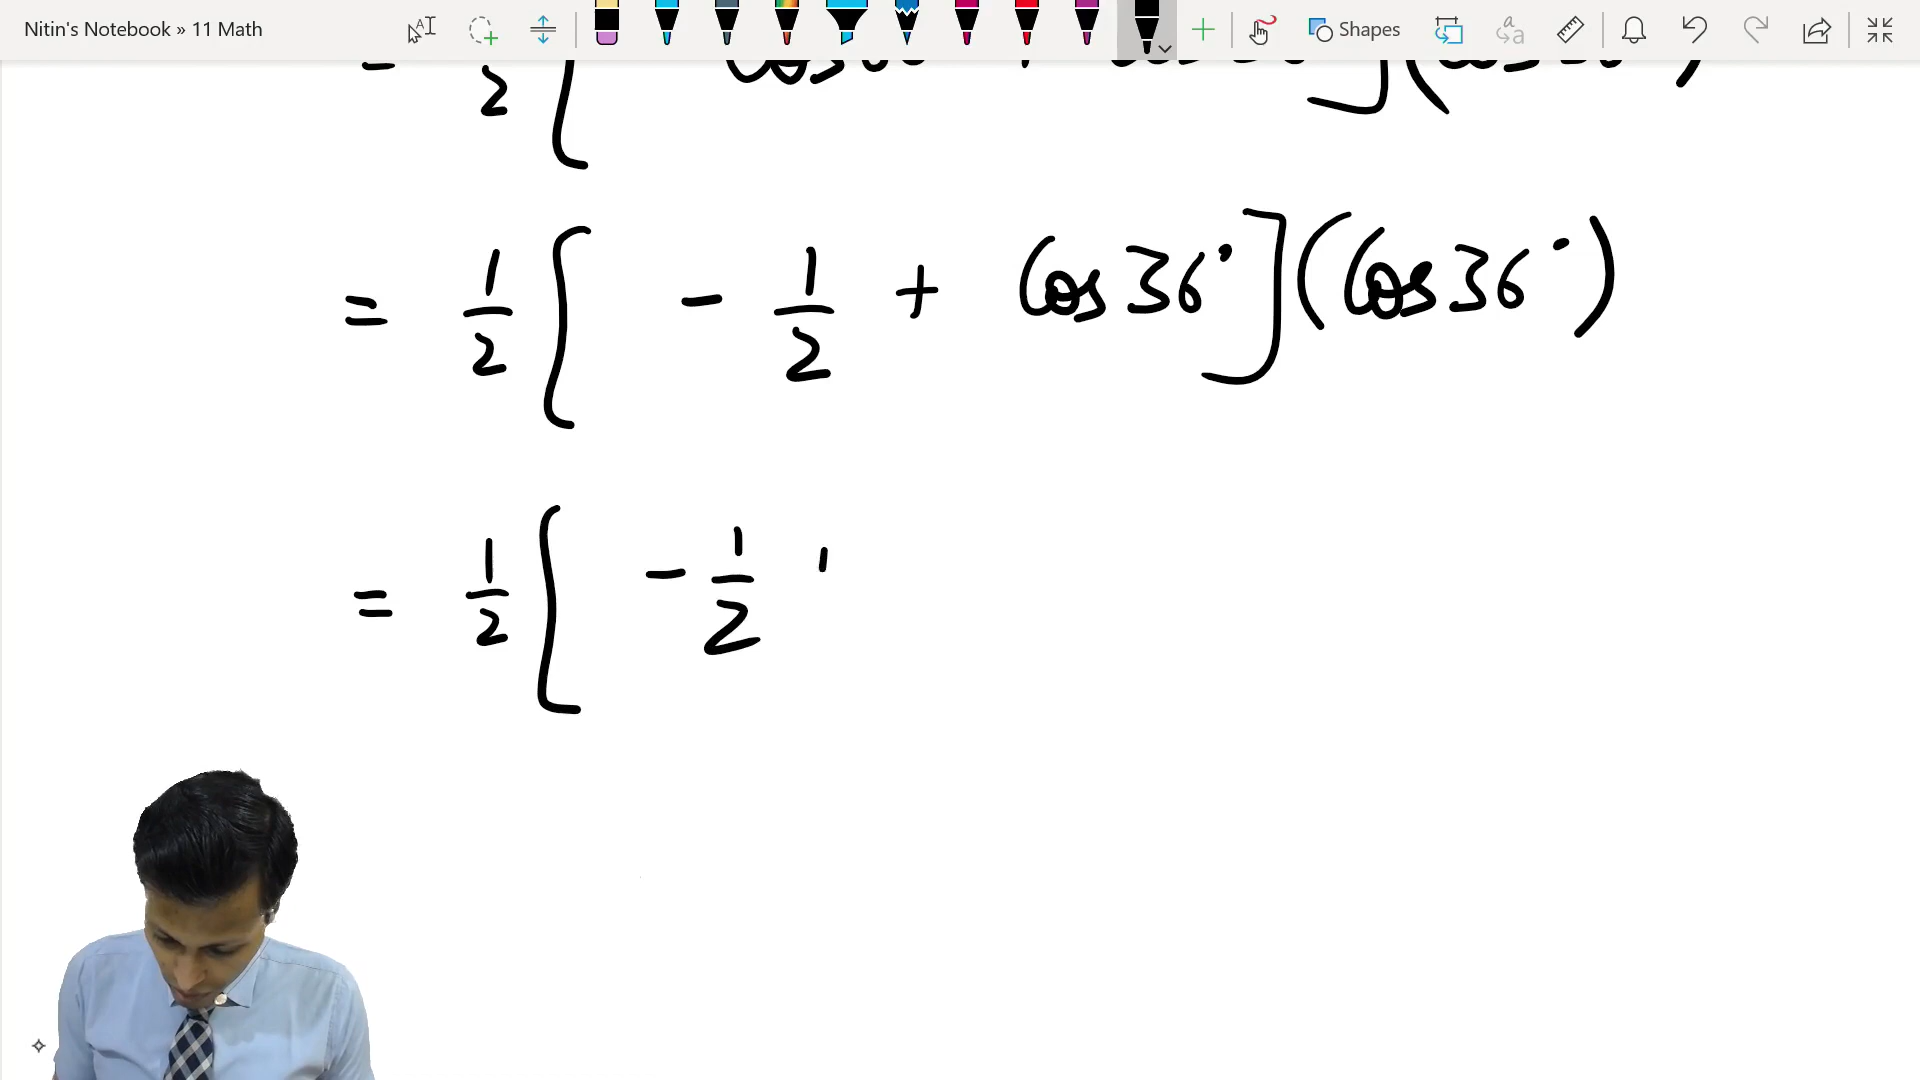 Nitin's Notebook » 11 Math
Shapes
= 1/2 [ - 1/2 + Cos 36° ] (Cos 36°)
= 1/2 [ - 1/2